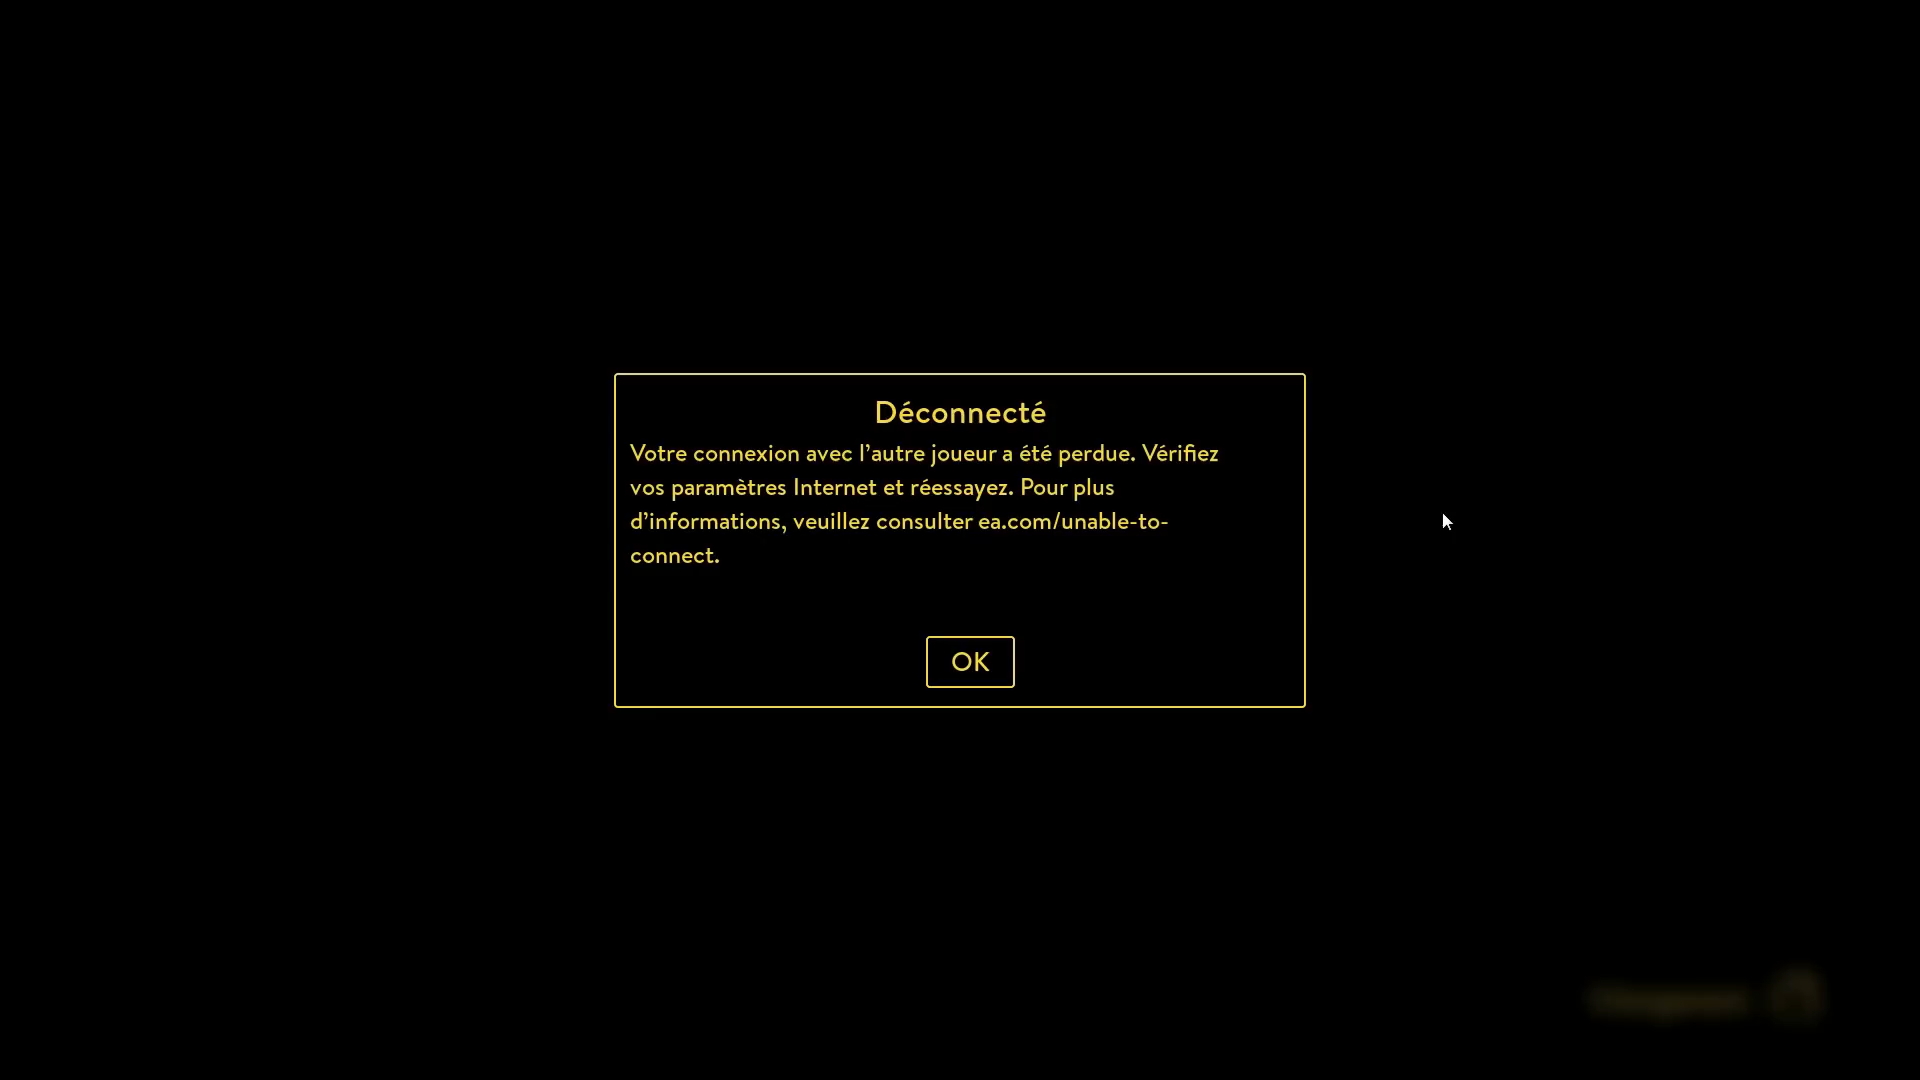 Déconnecté
Votre connexion avec l’autre joueur a été perdue. Vérifiez
vos paramètres Internet et réessayez. Pour plus
d’informations, veuillez consulter ea.com/unable-to-
connect.
OK